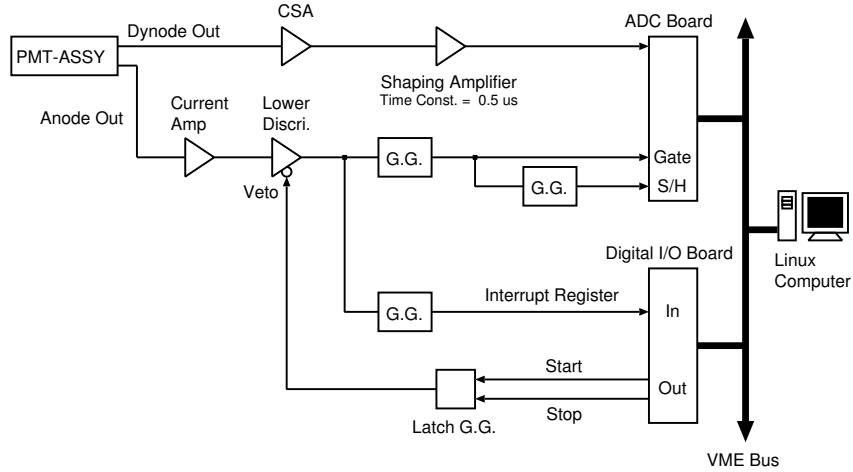 CSA
ADC Board
Dynode Out
PMT-ASSY
Shaping Amplifier
Time Const. = 0.5 us
Current
Amp
Lower
Discri.
Anode Out
G.G.
Gate
G.G.
S/H
Veto
Digital I/O Board
Linux
Computer
Interrupt Register
In
G.G.
Start
Out
Stop
Latch G.G.
VME Bus